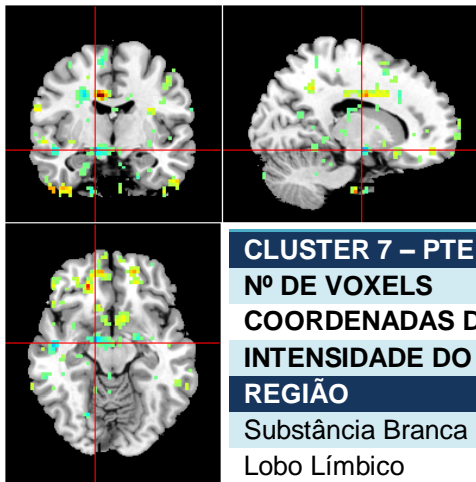 CLUSTER 7 – PTE
Nº DE VOXELS
COORDENADAS D
INTENSIDADE DO
REGIÃO
Substância Branca
Lobo Límbico